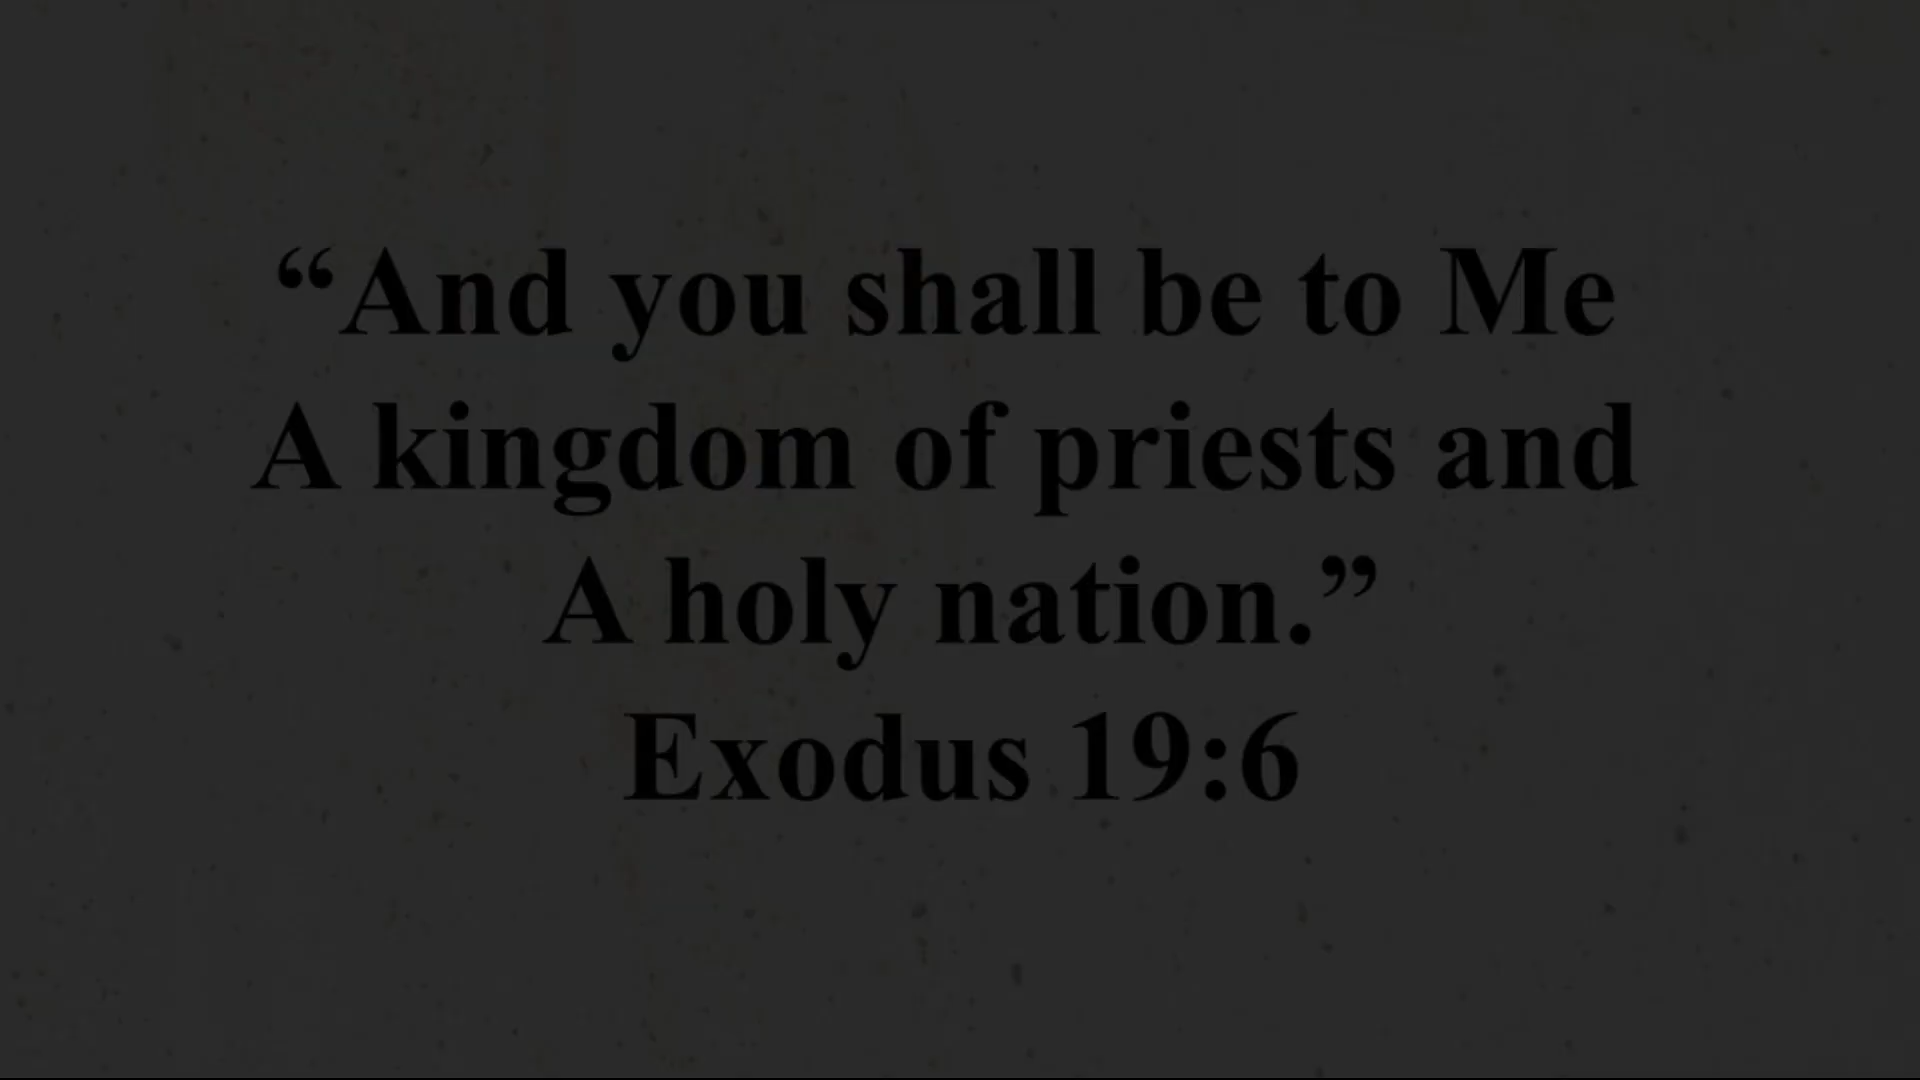 “And you shall be to Me
A kingdom of priests and
A holy nation.”
Exodus 19:6